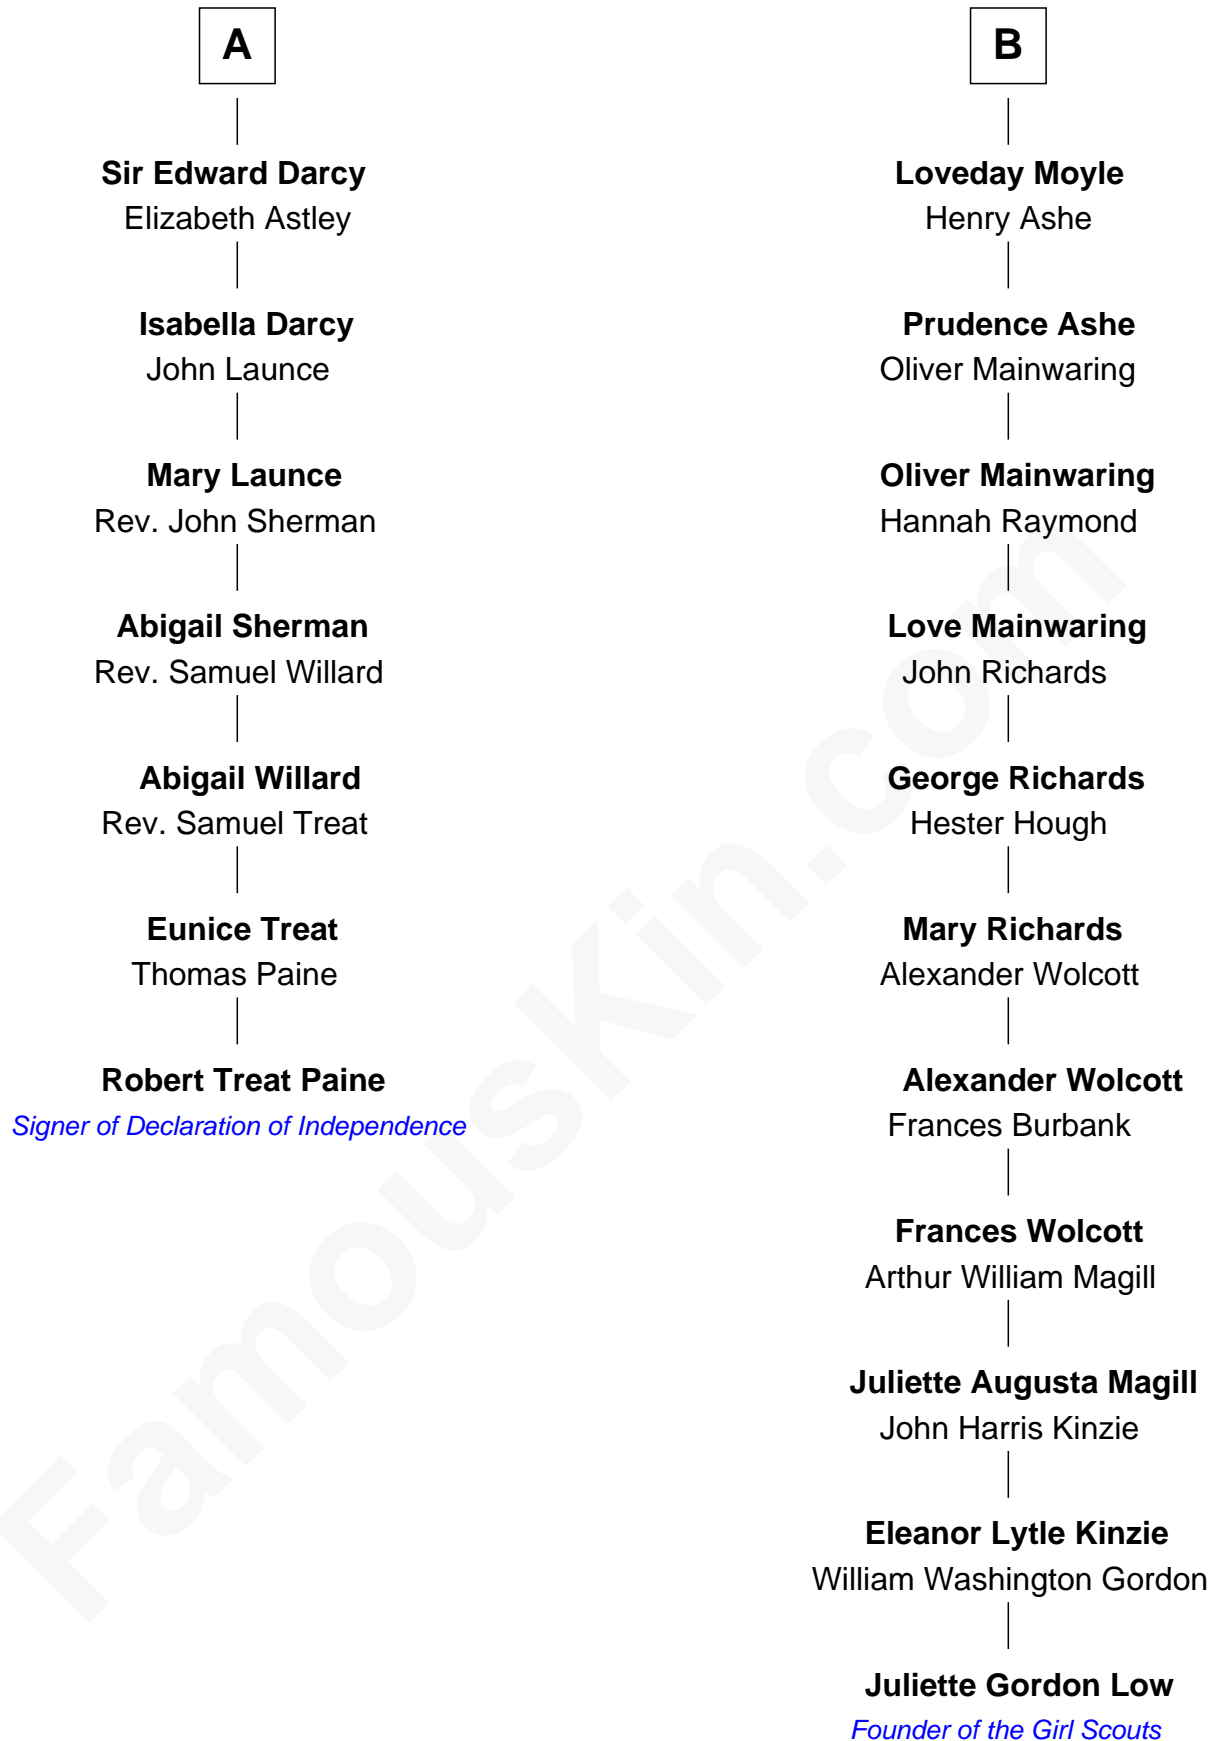 A
Sir Edward Darcy
Elizabeth Astley
Isabella Darcy
John Launce
Mary Launce
Rev. John Sherman
Abigail Sherman
Rev. Samuel Willard
Abigail Willard
Rev. Samuel Treat
Eunice Treat
Thomas Paine
Robert Treat Paine
Signer of Declaration of Independence
B
Loveday Moyle
Henry Ashe
Prudence Ashe
Oliver Mainwaring
Oliver Mainwaring
Hannah Raymond
Love Mainwaring
John Richards
George Richards
Hester Hough
Mary Richards
Alexander Wolcott
Alexander Wolcott
Frances Burbank
Frances Wolcott
Arthur William Magill
Juliette Augusta Magill
John Harris Kinzie
Eleanor Lytle Kinzie
William Washington Gordon
Juliette Gordon Low
Founder of the Girl Scouts
FamousKin.com